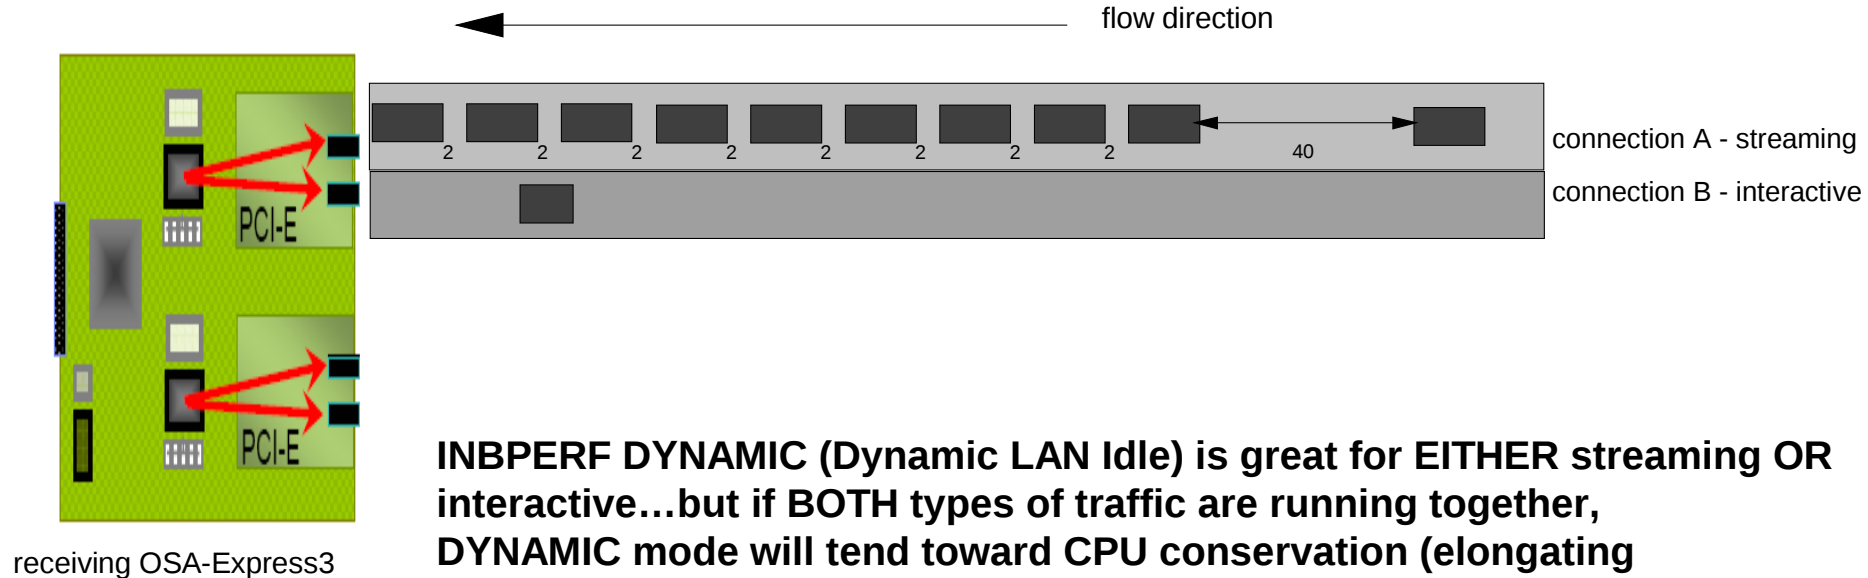 flow direction
2 2 2 2 2 2 2 2 40
connection A - streaming
connection B - interactive
PCI-E
PCI-E
INBPERF DYNAMIC (Dynamic LAN Idle) is great for EITHER streaming OR
interactive…but if BOTH types of traffic are running together,
DYNAMIC mode will tend toward CPU conservation (elongating
receiving OSA-Express3